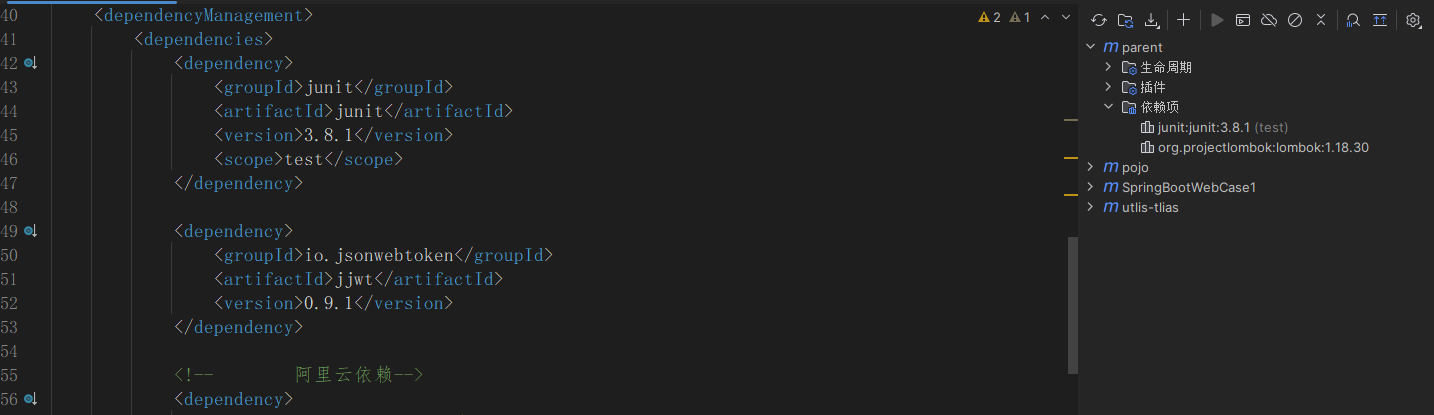 40 <dependencyManagement>
41 <dependencies>
42 <dependency>
43 <groupId>junit</groupId>
44 <artifactId>junit</artifactId>
45 <version>3.8.1</version>
46 <scope>test</scope>
47 </dependency>
48
49 <dependency>
50 <groupId>io.jsonwebtoken</groupId>
51 <artifactId>jjwt</artifactId>
52 <version>0.9.1</version>
53 </dependency>
54
55 <!-- 阿里云依赖-->
56 <dependency>
2 1
parent
生命周期
插件
依赖项
junit:junit:3.8.1 (test)
org.projectlombok:lombok:1.18.30
pojo
SpringBootWebCase1
utlis-tlias